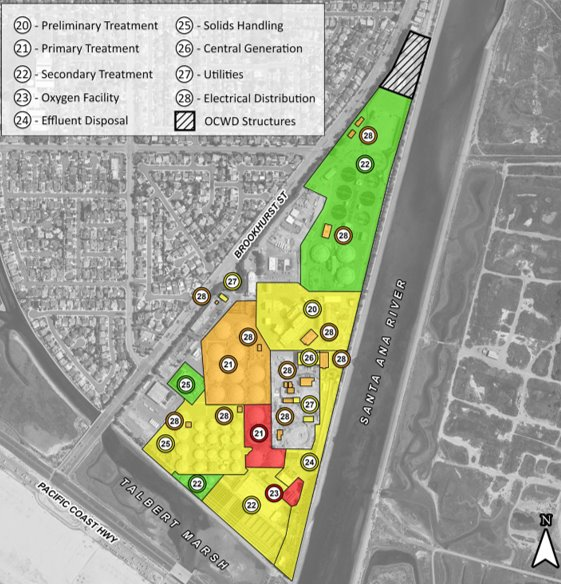 20 - Preliminary Treatment
21 - Primary Treatment
22 - Secondary Treatment
23 - Oxygen Facility
24 - Effluent Disposal
25 - Solids Handling
26 - Central Generation
27 - Utilities
28 - Electrical Distribution
OCWD Structures
28
22
28
BROOKHURST ST
27
28
20
28
SANTA ANA RIVER
28
26
28
21
28
25
27
28
28
28
21
25
24
22
23
22
PACIFIC COAST HWY
TALBERT MARSH
N